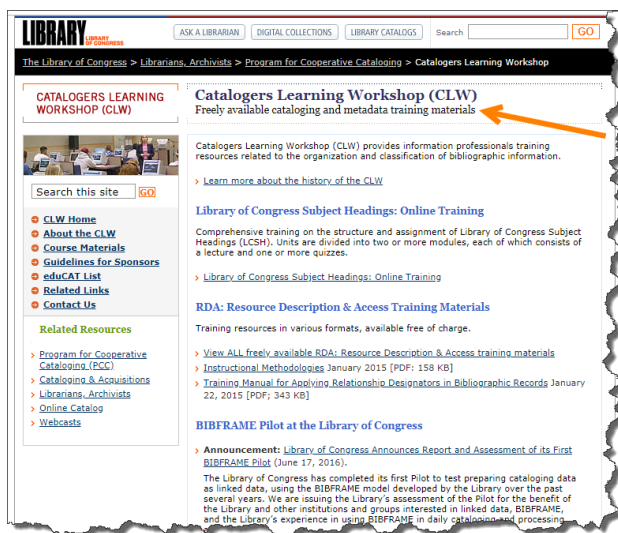 LIBRARY LIBRARY OF CONGRESS
ASK A LIBRARIAN DIGITAL COLLECTIONS LIBRARY CATALOGS Search GO
The Library of Congress > Librarians, Archivists > Program for Cooperative Cataloging > Catalogers Learning Workshop
CATALOGERS LEARNING
WORKSHOP (CLW)
Search this site GO
CLW Home
About the CLW
Course Materials
Guidelines for Sponsors
eduCAT List
Related Links
Contact Us
Related Resources
> Program for Cooperative
Cataloging (PCC)
> Cataloging & Acquisitions
> Librarians, Archivists
> Online Catalog
> Webcasts
Catalogers Learning Workshop (CLW)
Freely available cataloging and metadata training materials
Catalogers Learning Workshop (CLW) provides information professionals training
resources related to the organization and classification of bibliographic information.
> Learn more about the history of the CLW
Library of Congress Subject Headings: Online Training
Comprehensive training on the structure and assignment of Library of Congress Subject
Headings (LCSH). Units are divided into two or more modules, each of which consists of
a lecture and one or more quizzes.
> Library of Congress Subject Headings: Online Training
RDA: Resource Description & Access Training Materials
Training resources in various formats, available free of charge.
> View ALL freely available RDA: Resource Description & Access training materials
> Instructional Methodologies January 2015 [PDF: 158 KB]
> Training Manual for Applying Relationship Designators in Bibliographic Records January
22, 2015 [PDF; 343 KB]
BIBFRAME Pilot at the Library of Congress
> Announcement: Library of Congress Announces Report and Assessment of its First
BIBFRAME Pilot (June 17, 2016).
The Library of Congress has completed its first Pilot to test preparing cataloging data
as linked data, using the BIBFRAME model developed by the Library over the past
several years. We are issuing the Library's assessment of the Pilot for the benefit of
the Library and other institutions and groups interested in linked data, BIBFRAME,
and the Library's experience in using BIBFRAME in daily cataloging and processing